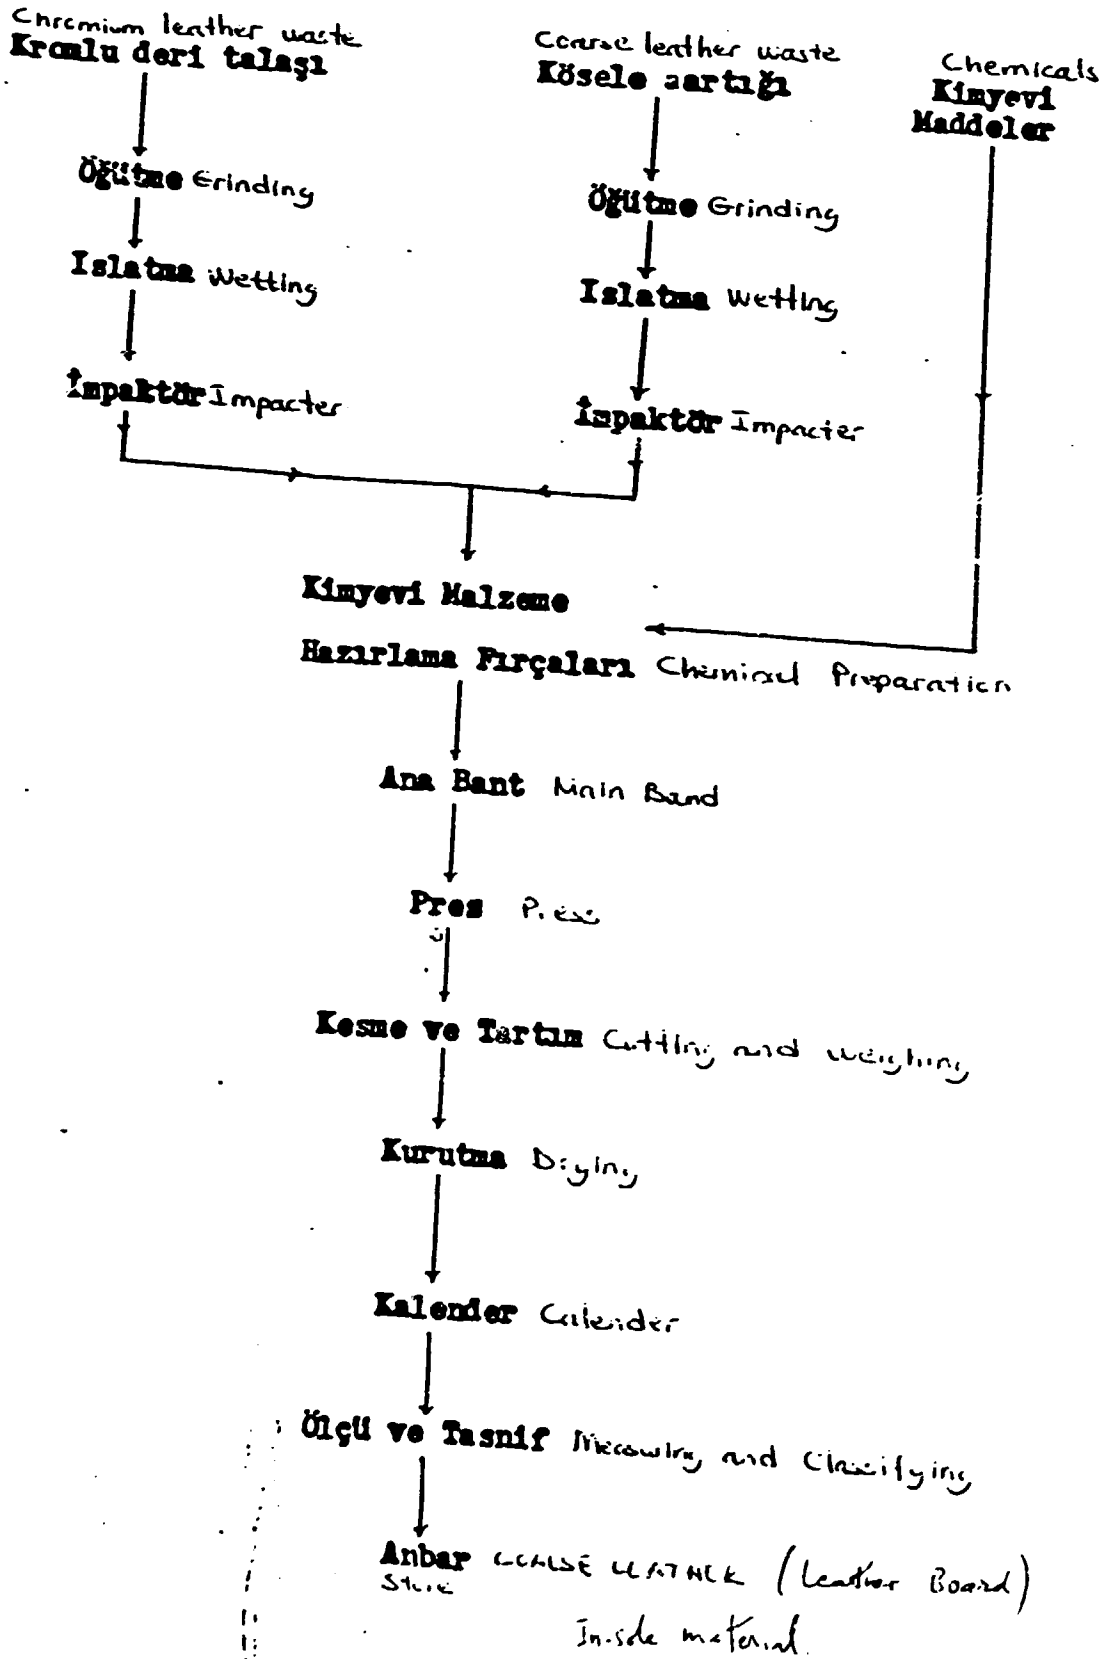 Chromium leather waste
Kromlu deri talaşı
Coarse leather waste
Kösele aartığı
Chemicals
Kimyevi
Maddeler
Öğütme Grinding
Öğütme Grinding
Islatma Wetting
Islatma Wetting
İmpaktör Impacter
İmpaktör Impacter
Kimyevi Malzeme
Hazırlama Fırçaları Chemical Preparation
Ana Bant Main Band
Pres Press
Kesme ve Tartım Cutting and weighing
Kurutma Drying
Kalender Calender
Ölçü ve Tasnif Measuring and Classifying
Anbar COARSE LEATHER (Leather Board)
Store
In-sole material.